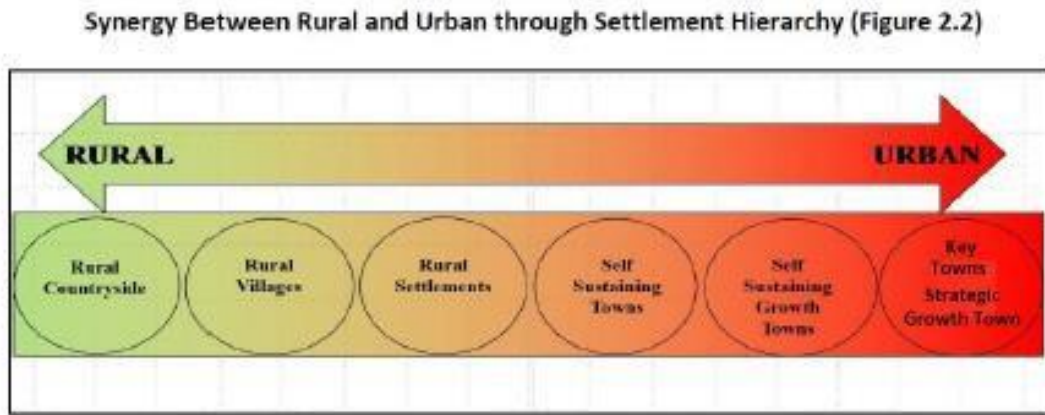 Synergy Between Rural and Urban through Settlement Hierarchy (Figure 2.2)
RURAL
URBAN
Rural
Countryside
Rural
Villages
Rural
Settlements
Self
Sustaining
Towns
Self
Sustaining
Growth
Towns
Key
Towns
Strategic
Growth Town